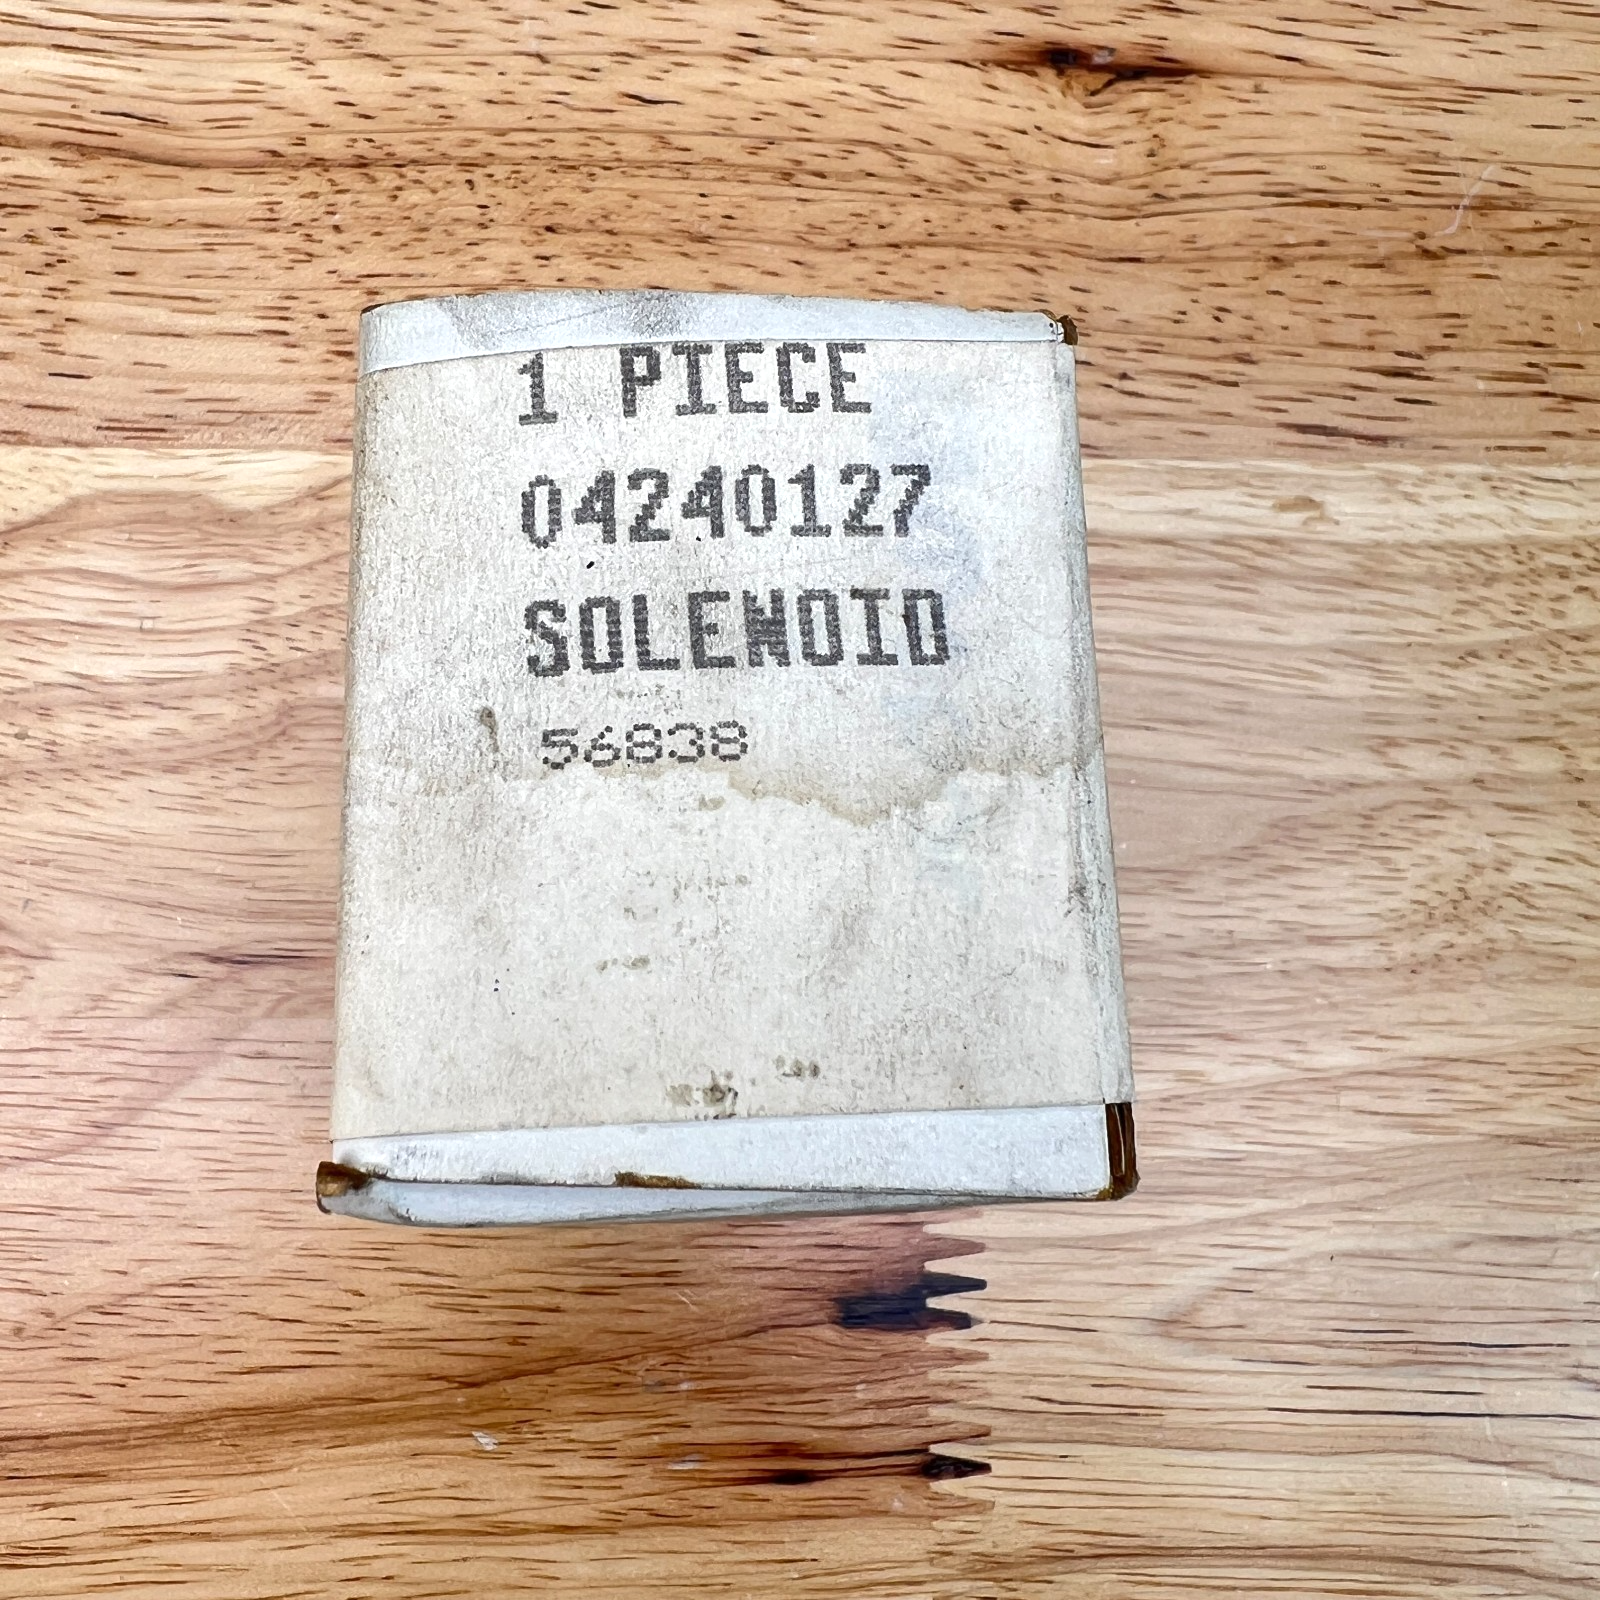 1 PIECE
04240127
SOLENOID
56838